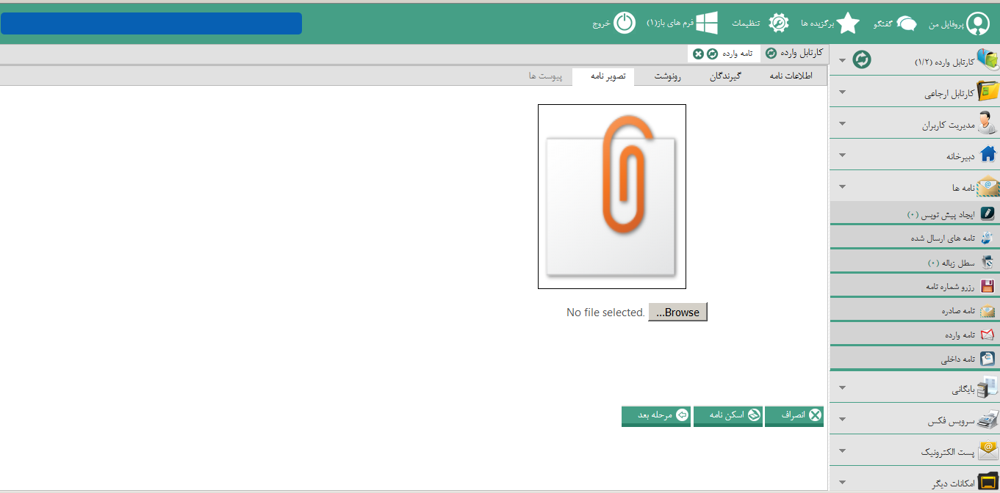 پروفایل من
گفتگو
برگزیده ها
تنظیمات
فرم های باز(۱)
خروج
کارتابل وارده (۱/۲)
کارتابل ارجاعی
مدیریت کاربران
دبیرخانه
نامه ها
ایجاد پیش نویس (۰)
نامه های ارسال شده
سطل زباله (۰)
رزرو شماره نامه
نامه صادره
نامه وارده
نامه داخلی
بایگانی
سرویس فکس
پست الکترونیک
امکانات دیگر
کارتابل وارده
نامه وارده
اطلاعات نامه
گیرندگان
رونوشت
تصویر نامه
پیوست ها
No file selected. Browse...
انصراف
اسکن نامه
مرحله بعد